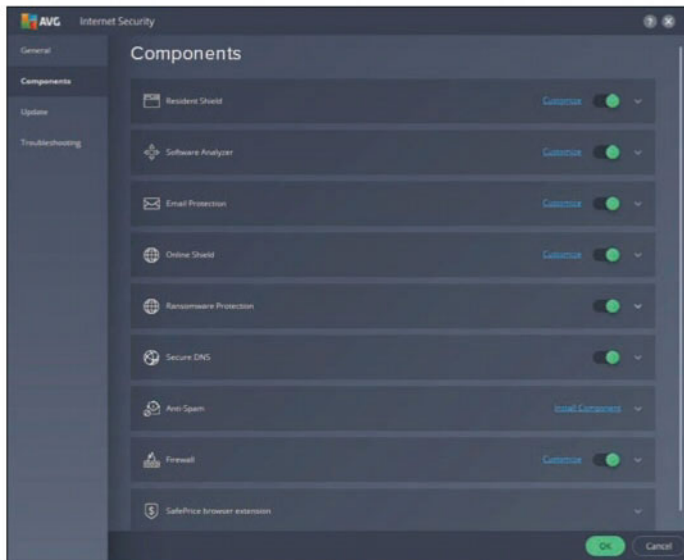 AVG Internet Security
General
Components
Update
Troubleshooting
Components
Resident Shield Customize
Software Analyzer Customize
Email Protection Customize
Online Shield Customize
Ransomware Protection
Secure DNS
Anti-Spam Install Component
Firewall Customize
SafePrice browser extension
OK Cancel